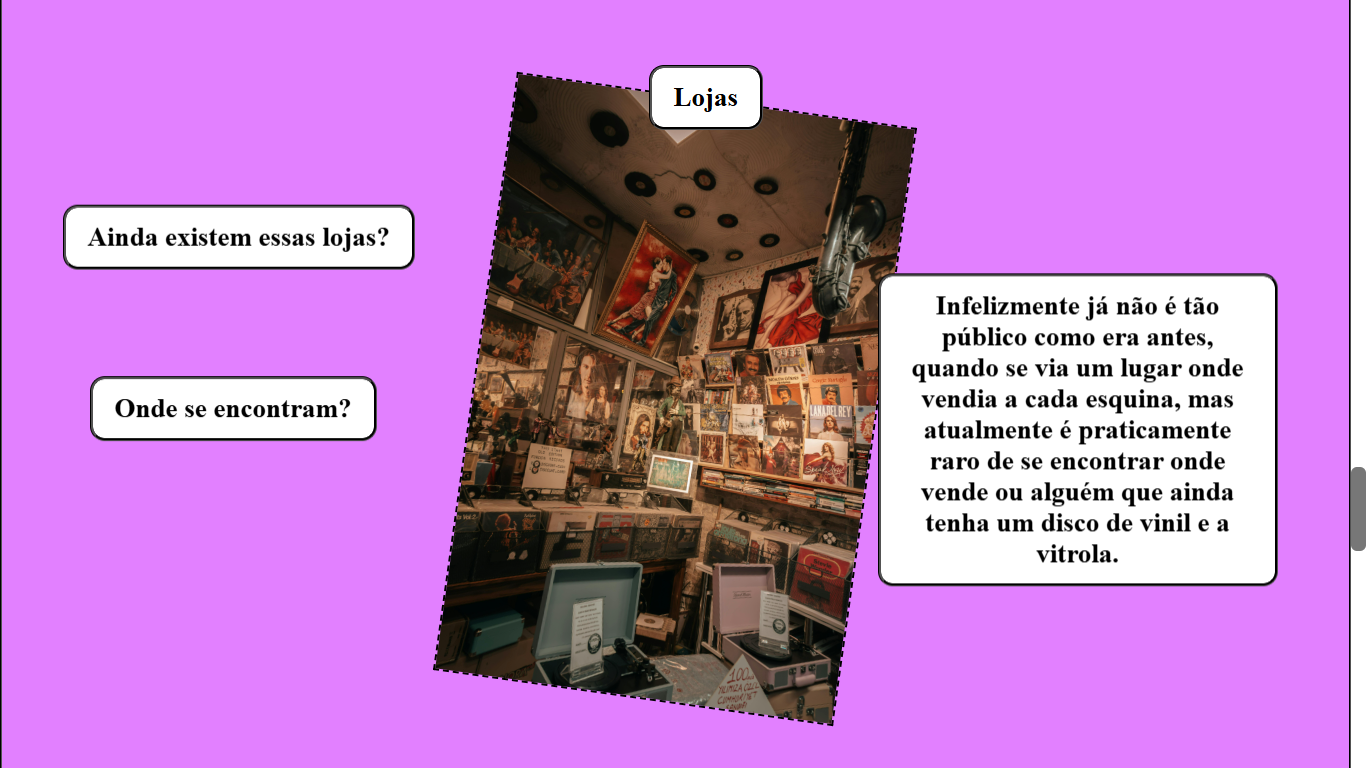 Lojas
Ainda existem essas lojas?
Onde se encontram?
Infelizmente já não é tão
público como era antes,
quando se via um lugar onde
vendia a cada esquina, mas
atualmente é praticamente
raro de se encontrar onde
vende ou alguém que ainda
tenha um disco de vinil e a
vitrola.
LANA DEL REY
100